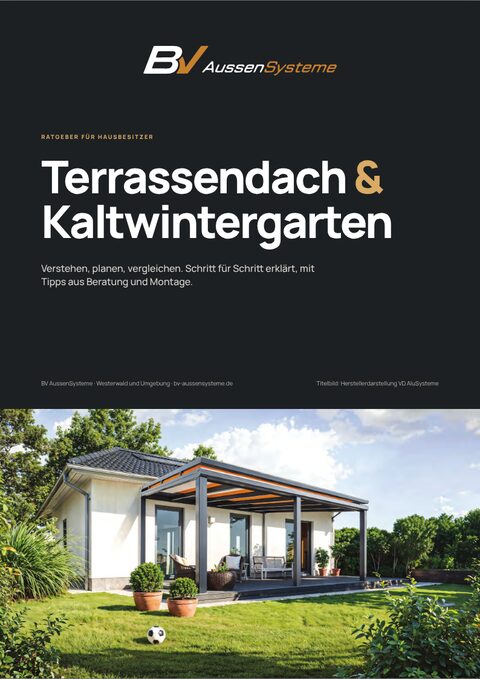 BV AussenSysteme
RATGEBER FÜR HAUSBESITZER
Terrassendach &
Kaltwintergarten
Verstehen, planen, vergleichen. Schritt für Schritt erklärt, mit
Tipps aus Beratung und Montage.
BV AussenSysteme · Westerwald und Umgebung · bv-aussensysteme.de
Titelbild: Herstellerdarstellung VD AluSysteme